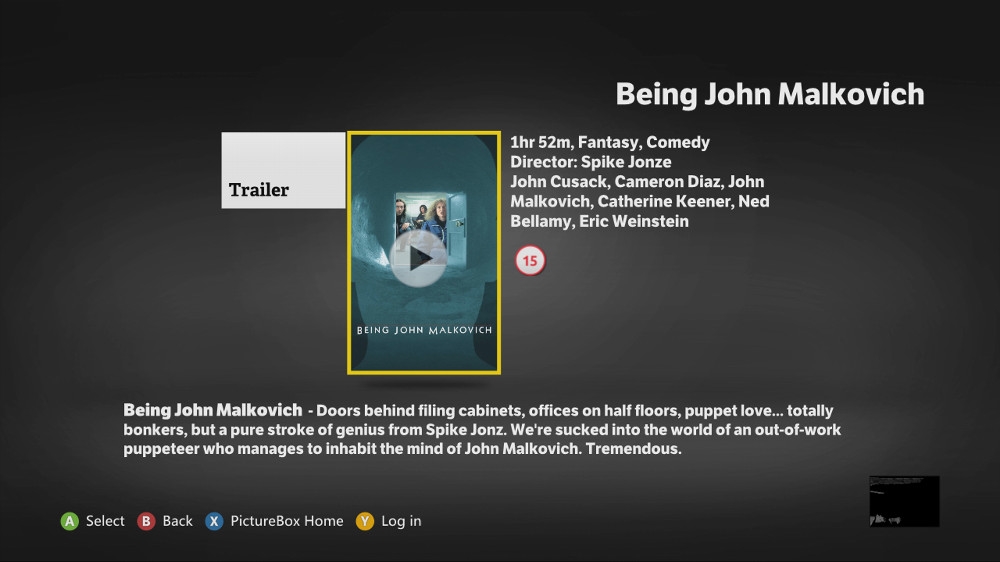 Being John Malkovich
Trailer
BEING JOHN MALKOVICH
1hr 52m, Fantasy, Comedy
Director: Spike Jonze
John Cusack, Cameron Diaz, John
Malkovich, Catherine Keener, Ned
Bellamy, Eric Weinstein
15
Being John Malkovich - Doors behind filing cabinets, offices on half floors, puppet love... totally
bonkers, but a pure stroke of genius from Spike Jonz. We're sucked into the world of an out-of-work
puppeteer who manages to inhabit the mind of John Malkovich. Tremendous.
A Select B Back X PictureBox Home Y Log in